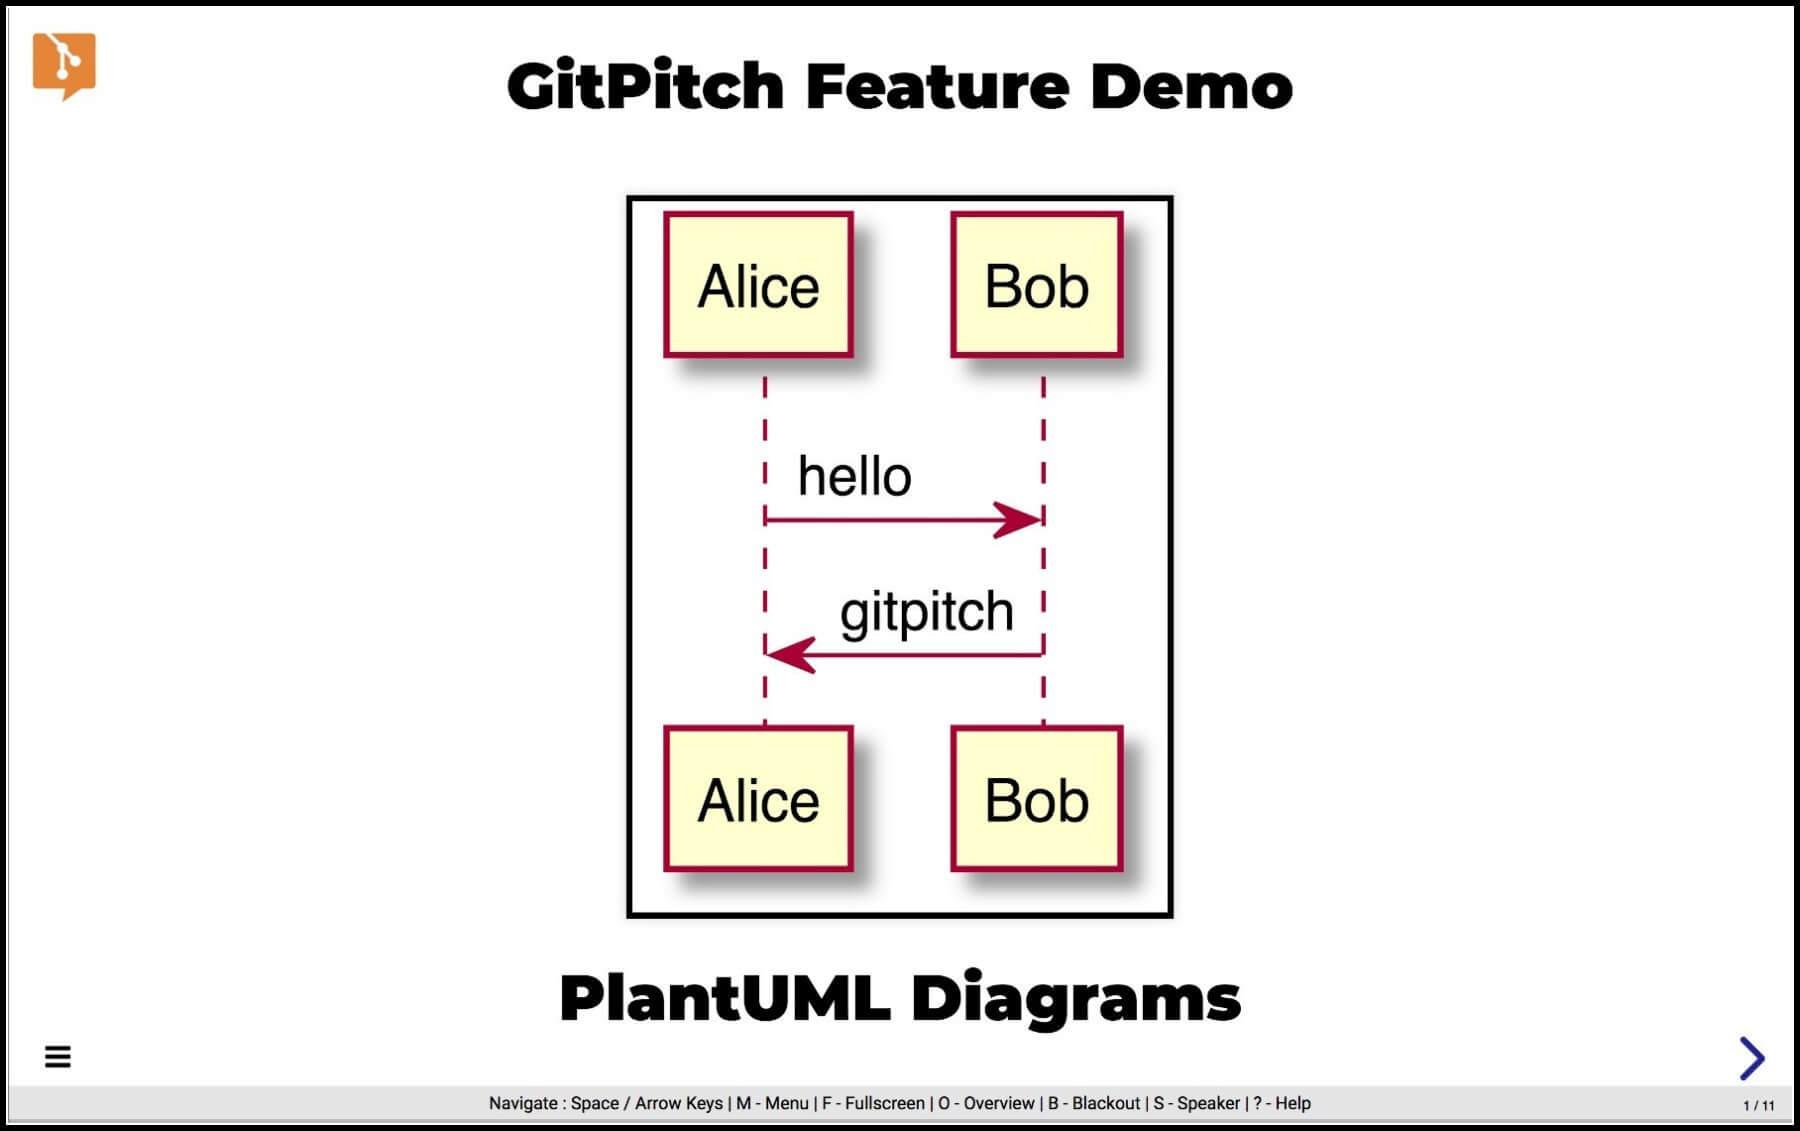 GitPitch Feature Demo
Alice Bob
hello
gitpitch
Alice Bob
PlantUML Diagrams
Navigate : Space / Arrow Keys | M - Menu | F - Fullscreen | O - Overview | B - Blackout | S - Speaker | ? - Help
1 / 11